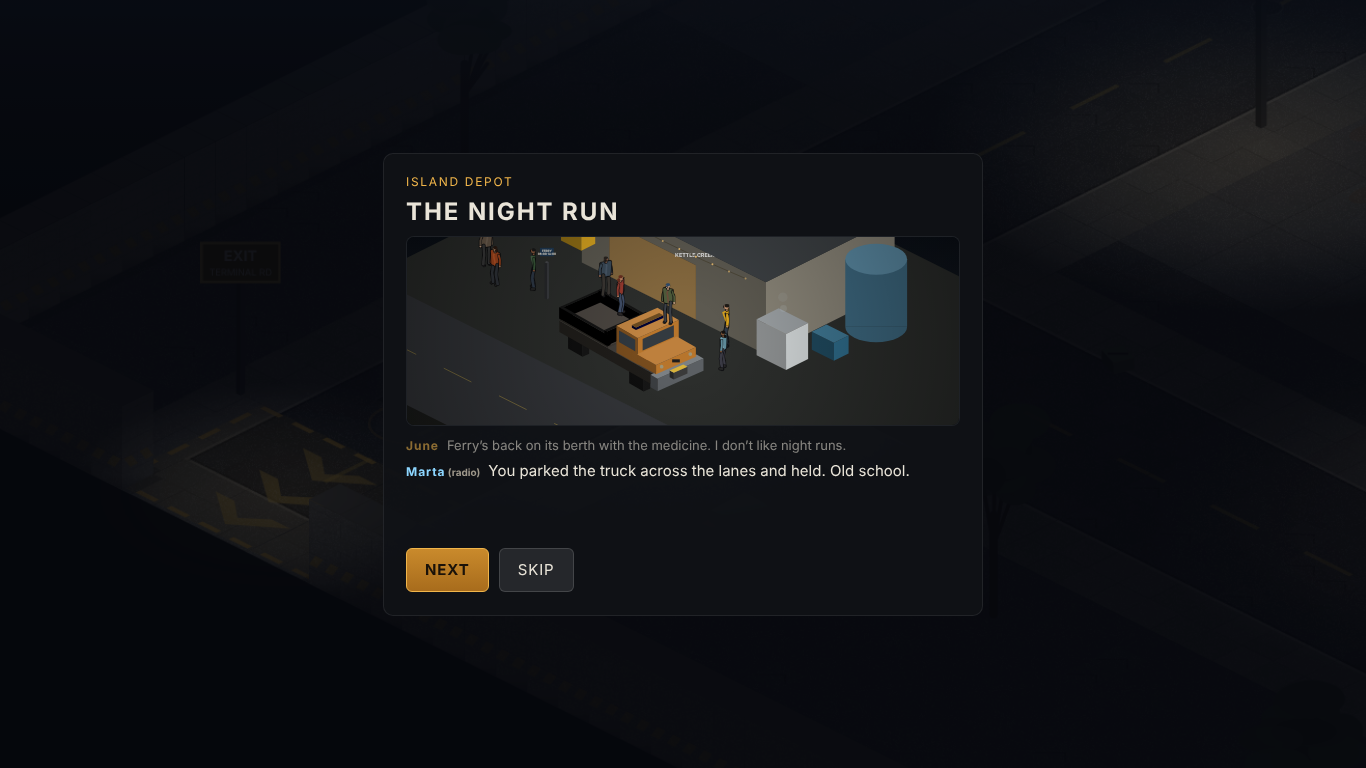 EXIT
ISLAND DEPOT
THE NIGHT RUN
June Ferry’s back on its berth with the medicine. I don’t like night runs.
Marta (radio) You parked the truck across the lanes and held. Old school.
NEXT
SKIP